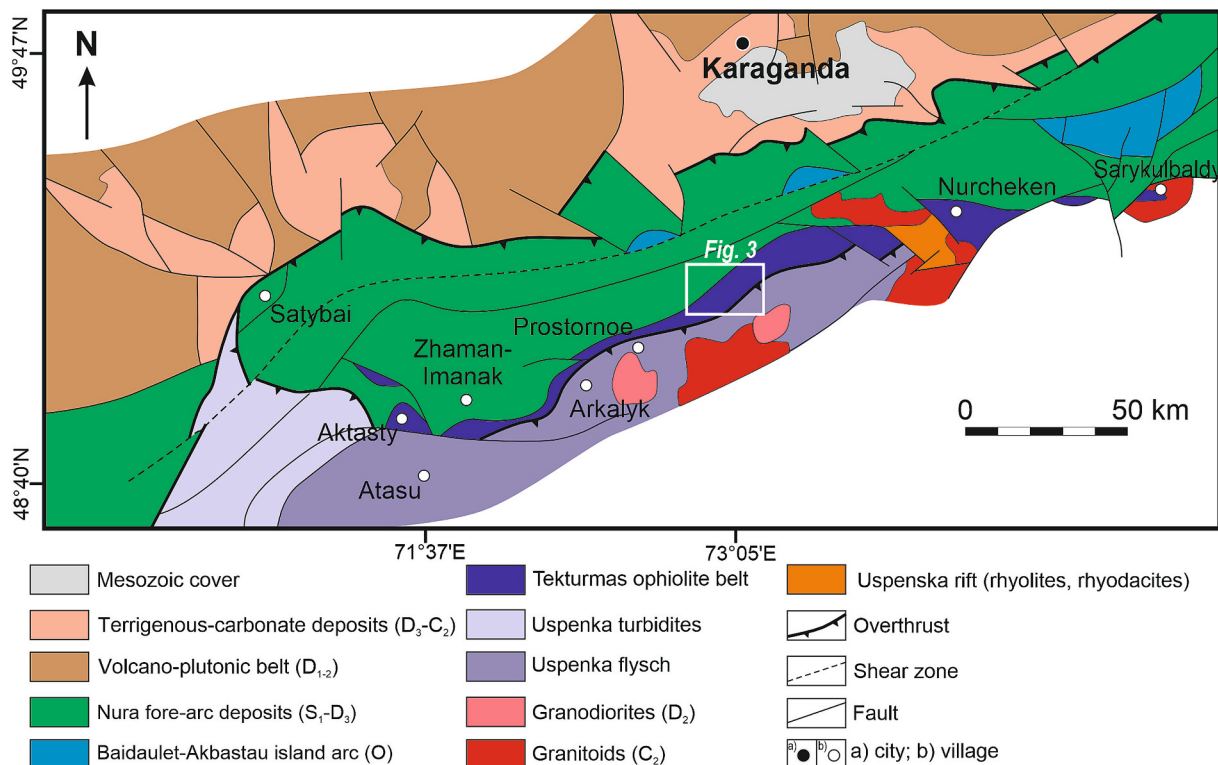 49°47'N
N
Karaganda
Sarykulbaldy
Nurcheken
Fig. 3
Satybai
Prostornoe
Zhaman-
Imanak
Arkalyk
Aktasty
Atasu
0 50 km
48°40'N
71°37'E 73°05'E
Mesozoic cover
Terrigenous-carbonate deposits (D₃-C₂)
Volcano-plutonic belt (D₁₋₂)
Nura fore-arc deposits (S₁-D₃)
Baidaulet-Akbastau island arc (O)
Tekturmas ophiolite belt
Uspenka turbidites
Uspenka flysch
Granodiorites (D₂)
Granitoids (C₂)
Uspenska rift (rhyolites, rhyodacites)
Overthrust
Shear zone
Fault
a) b) a) city; b) village